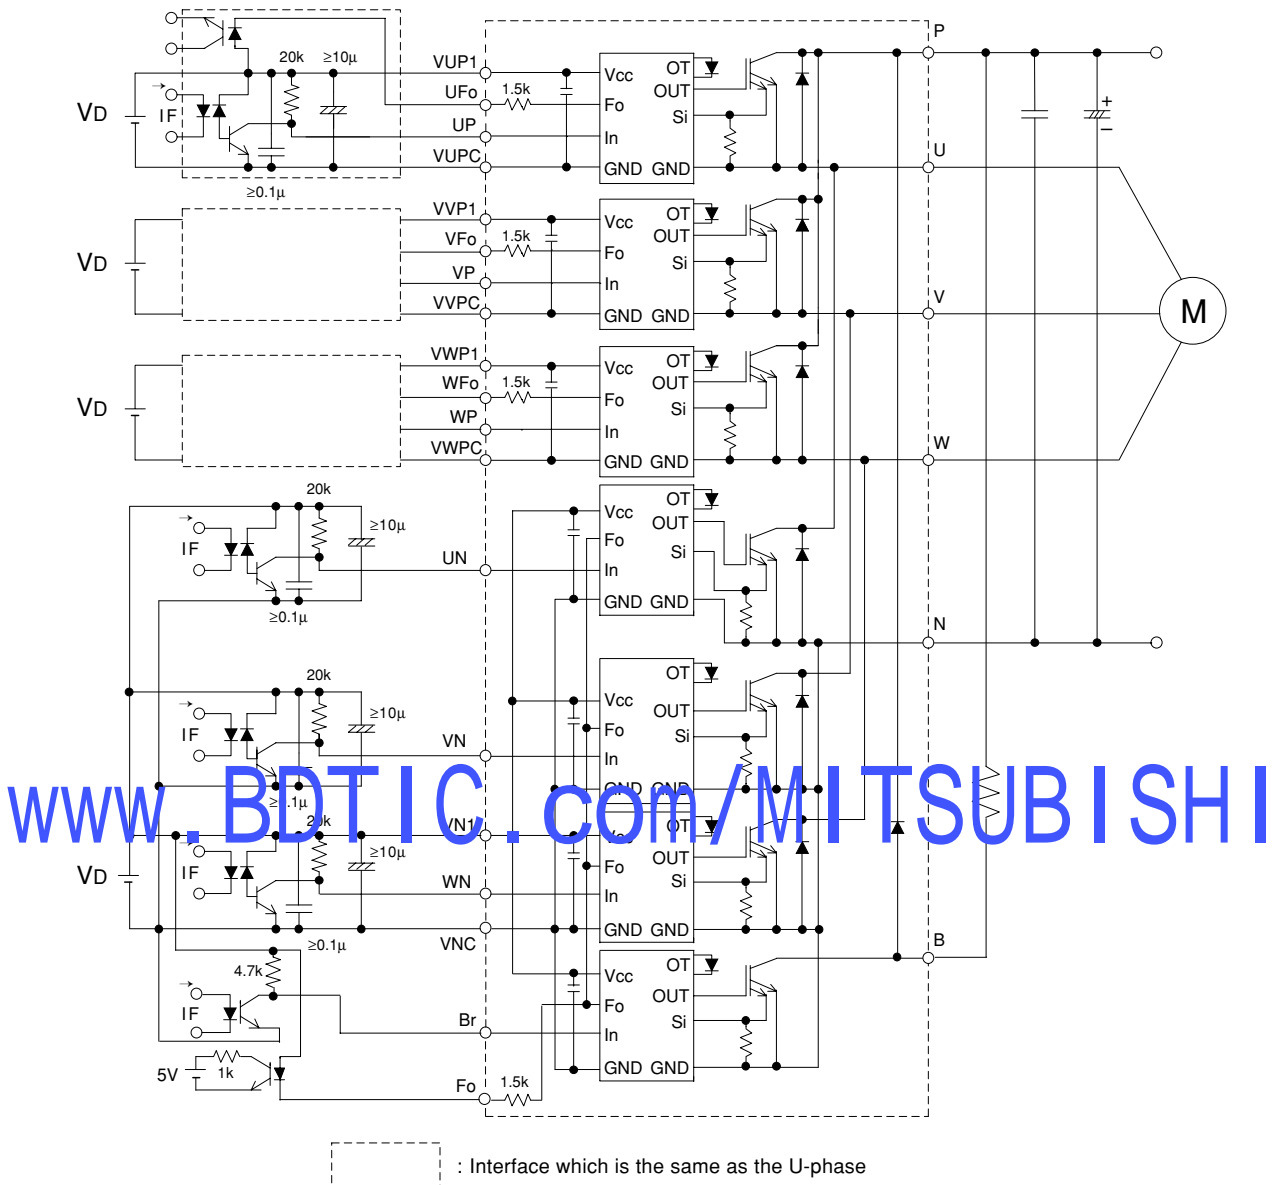 P
VD
IF
→
20k
≥10μ
≥0.1μ
VUP1
UFo
UP
VUPC
1.5k
Vcc
Fo
In
GND GND
OT
OUT
Si
+
–
U
VD
VVP1
VFo
VP
VVPC
1.5k
Vcc
Fo
In
GND GND
OT
OUT
Si
V
M
VD
VWP1
WFo
WP
VWPC
1.5k
Vcc
Fo
In
GND GND
OT
OUT
Si
W
20k
→
IF
≥10μ
≥0.1μ
UN
Vcc
Fo
In
GND GND
OT
OUT
Si
N
20k
→
IF
≥10μ
VN
Vcc
Fo
In
GND GND
OT
OUT
Si
≥0.1μ
www.BDTIC.com/MITSUBISHI
20k
VN1
VD
→
IF
≥10μ
≥0.1μ
WN
VNC
Vcc
Fo
In
GND GND
OT
OUT
Si
B
4.7k
→
IF
Br
Vcc
Fo
In
GND GND
OT
OUT
Si
5V
1k
Fo
1.5k
: Interface which is the same as the U-phase